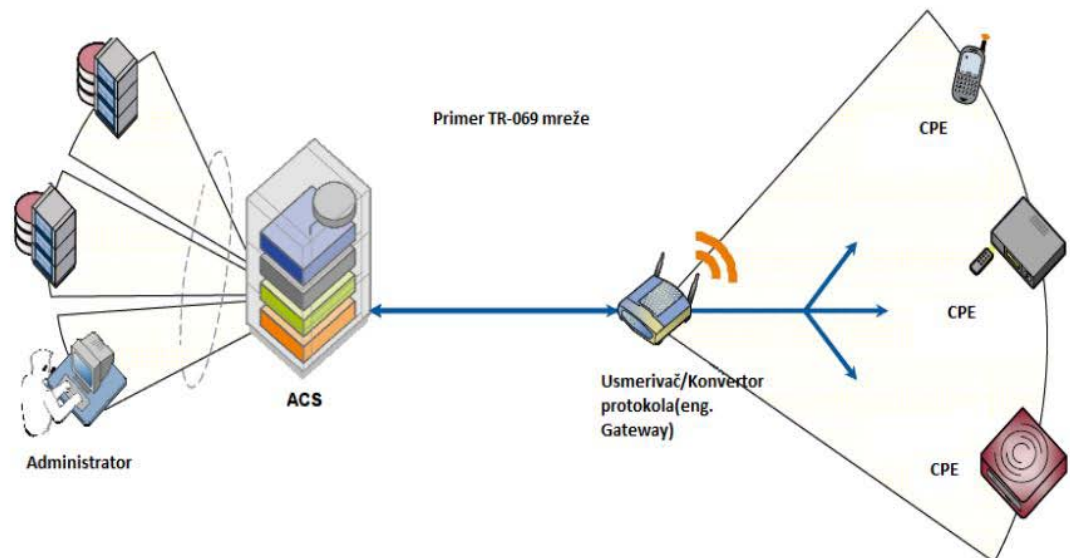 Primer TR-069 mreže
CPE
CPE
ACS
Usmerivač/Konvertor
protokola(eng.
Gateway)
Administrator
CPE